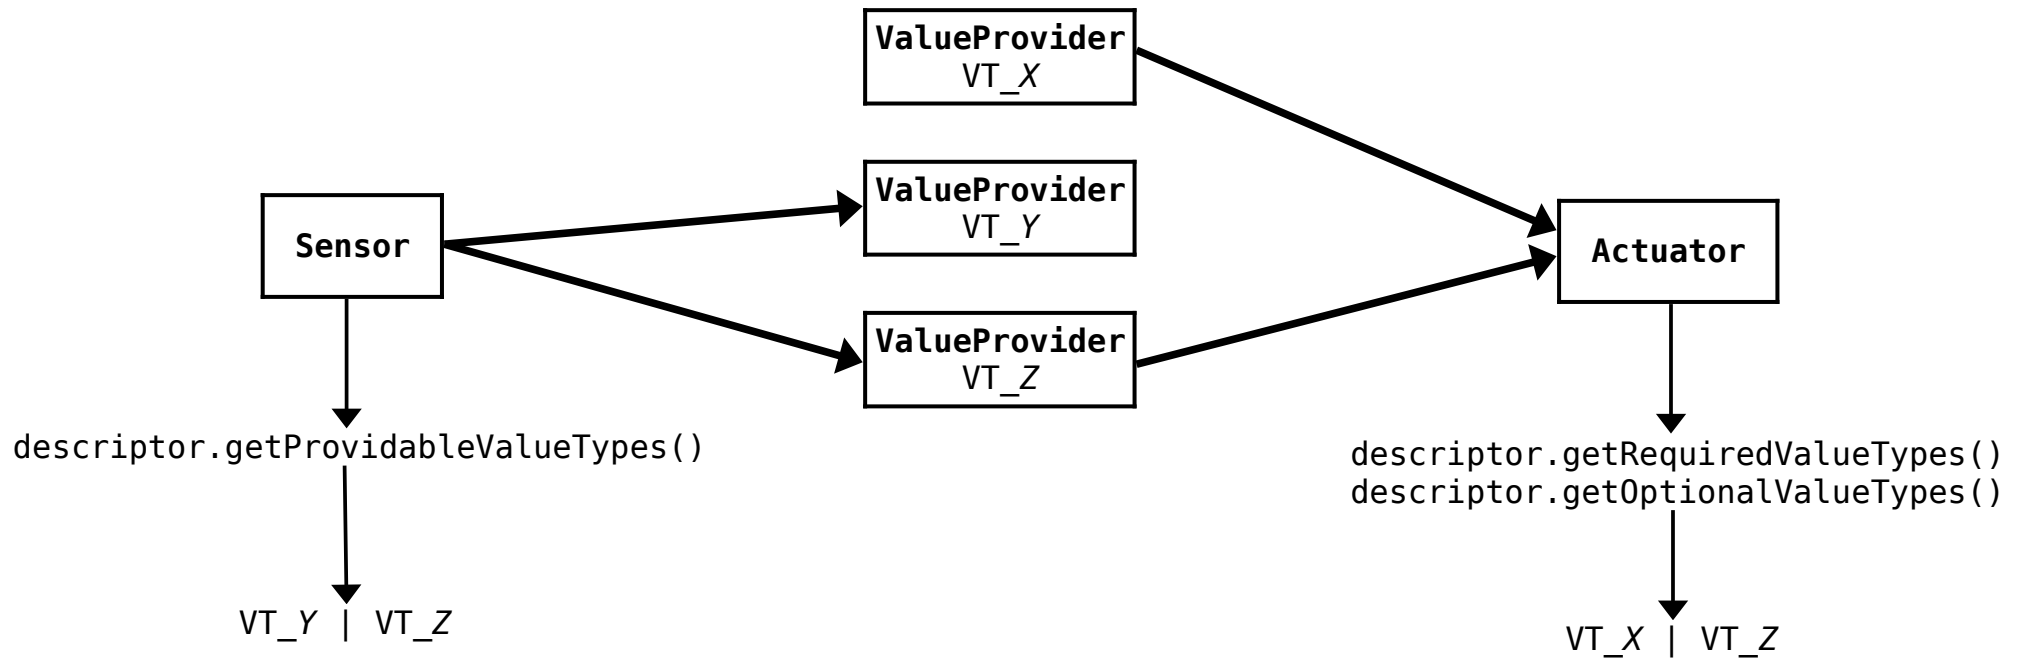 ValueProvider
VT_X
ValueProvider
VT_Y
Sensor
Actuator
ValueProvider
VT_Z
descriptor.getProvidableValueTypes()
descriptor.getRequiredValueTypes()
descriptor.getOptionalValueTypes()
VT_Y | VT_Z
VT_X | VT_Z